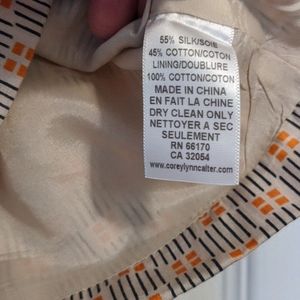 55% SILK/SOIE
45% COTTON/COTON
LINING/DOUBLURE
100% COTTON/COTON
MADE IN CHINA
EN FAIT LA CHINE
DRY CLEAN ONLY
NETTOYER A SEC
SEULEMENT
RN 66170
CA 32054
www.coreylynncalter.com